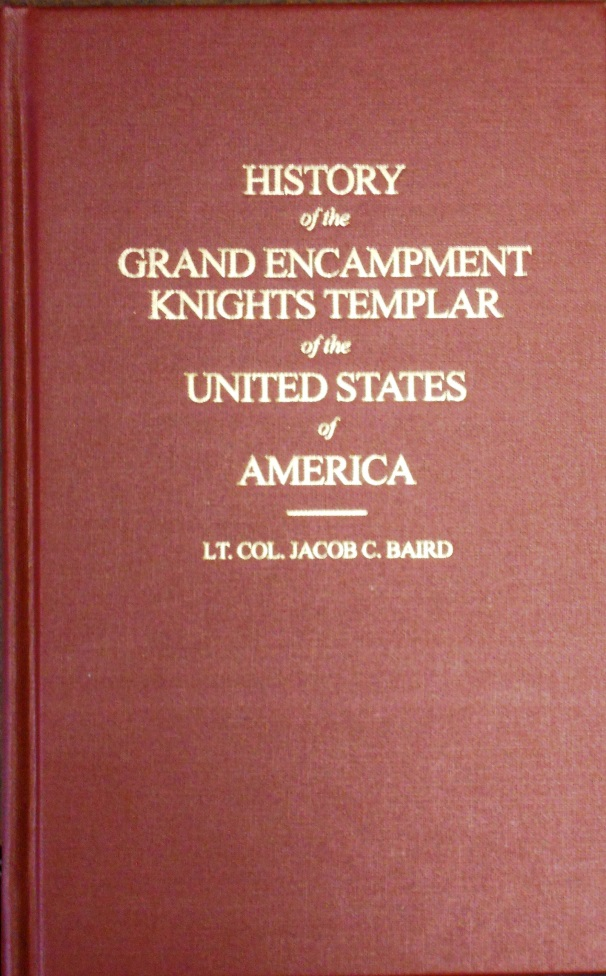 HISTORY
of the
GRAND ENCAMPMENT
KNIGHTS TEMPLAR
of the
UNITED STATES
of
AMERICA
LT. COL. JACOB C. BAIRD